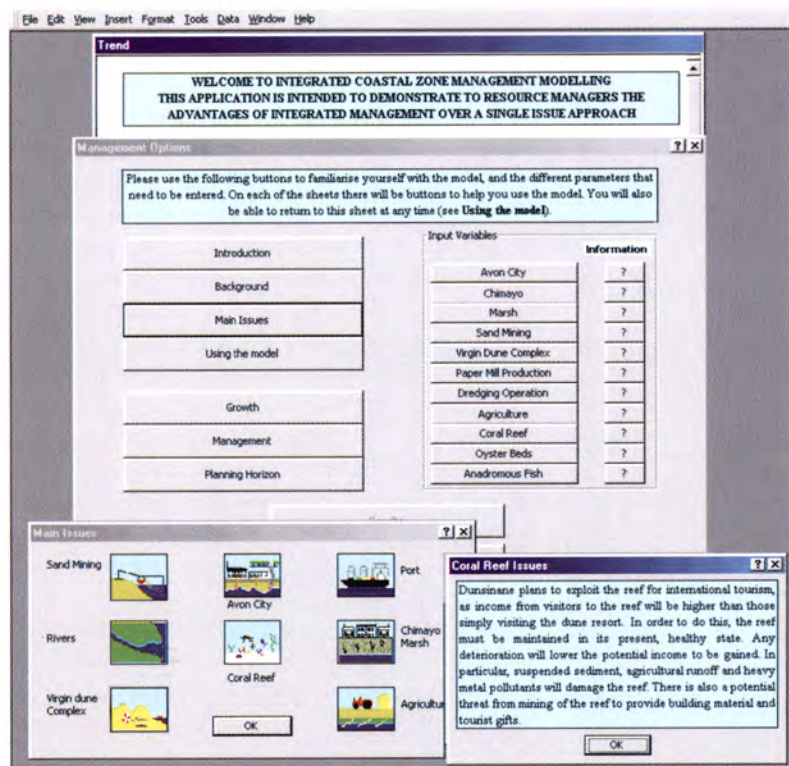 File Edit View Insert Format Tools Data Window Help
Trend
WELCOME TO INTEGRATED COASTAL ZONE MANAGEMENT MODELLING
THIS APPLICATION IS INTENDED TO DEMONSTRATE TO RESOURCE MANAGERS THE
ADVANTAGES OF INTEGRATED MANAGEMENT OVER A SINGLE ISSUE APPROACH
Management Options
Please use the following buttons to familiarise yourself with the model, and the different parameters that
need to be entered. On each of the sheets there will be buttons to help you use the model. You will also
be able to return to this sheet at any time (see Using the model).
Introduction
Background
Main Issues
Using the model
Growth
Management
Planning Horizon
Input Variables
Information
Avon City ?
Chimayo ?
Marsh ?
Sand Mining ?
Virgin Dune Complex ?
Paper Mill Production ?
Dredging Operation ?
Agriculture ?
Coral Reef ?
Oyster Beds ?
Anadromous Fish ?
Main Issues
Sand Mining
Avon City
Port
Rivers
Coral Reef
Chimayo
Marsh
Virgin dune
Complex
OK
Agricultur
Coral Reef Issues
Dunsinane plans to exploit the reef for international tourism,
as income from visitors to the reef will be higher than those
simply visiting the dune resort. In order to do this, the reef
must be maintained in its present, healthy state. Any
deterioration will lower the potential income to be gained. In
particular, suspended sediment, agricultural runoff and heavy
metal pollutants will damage the reef. There is also a potential
threat from mining of the reef to provide building material and
tourist gifts.
OK